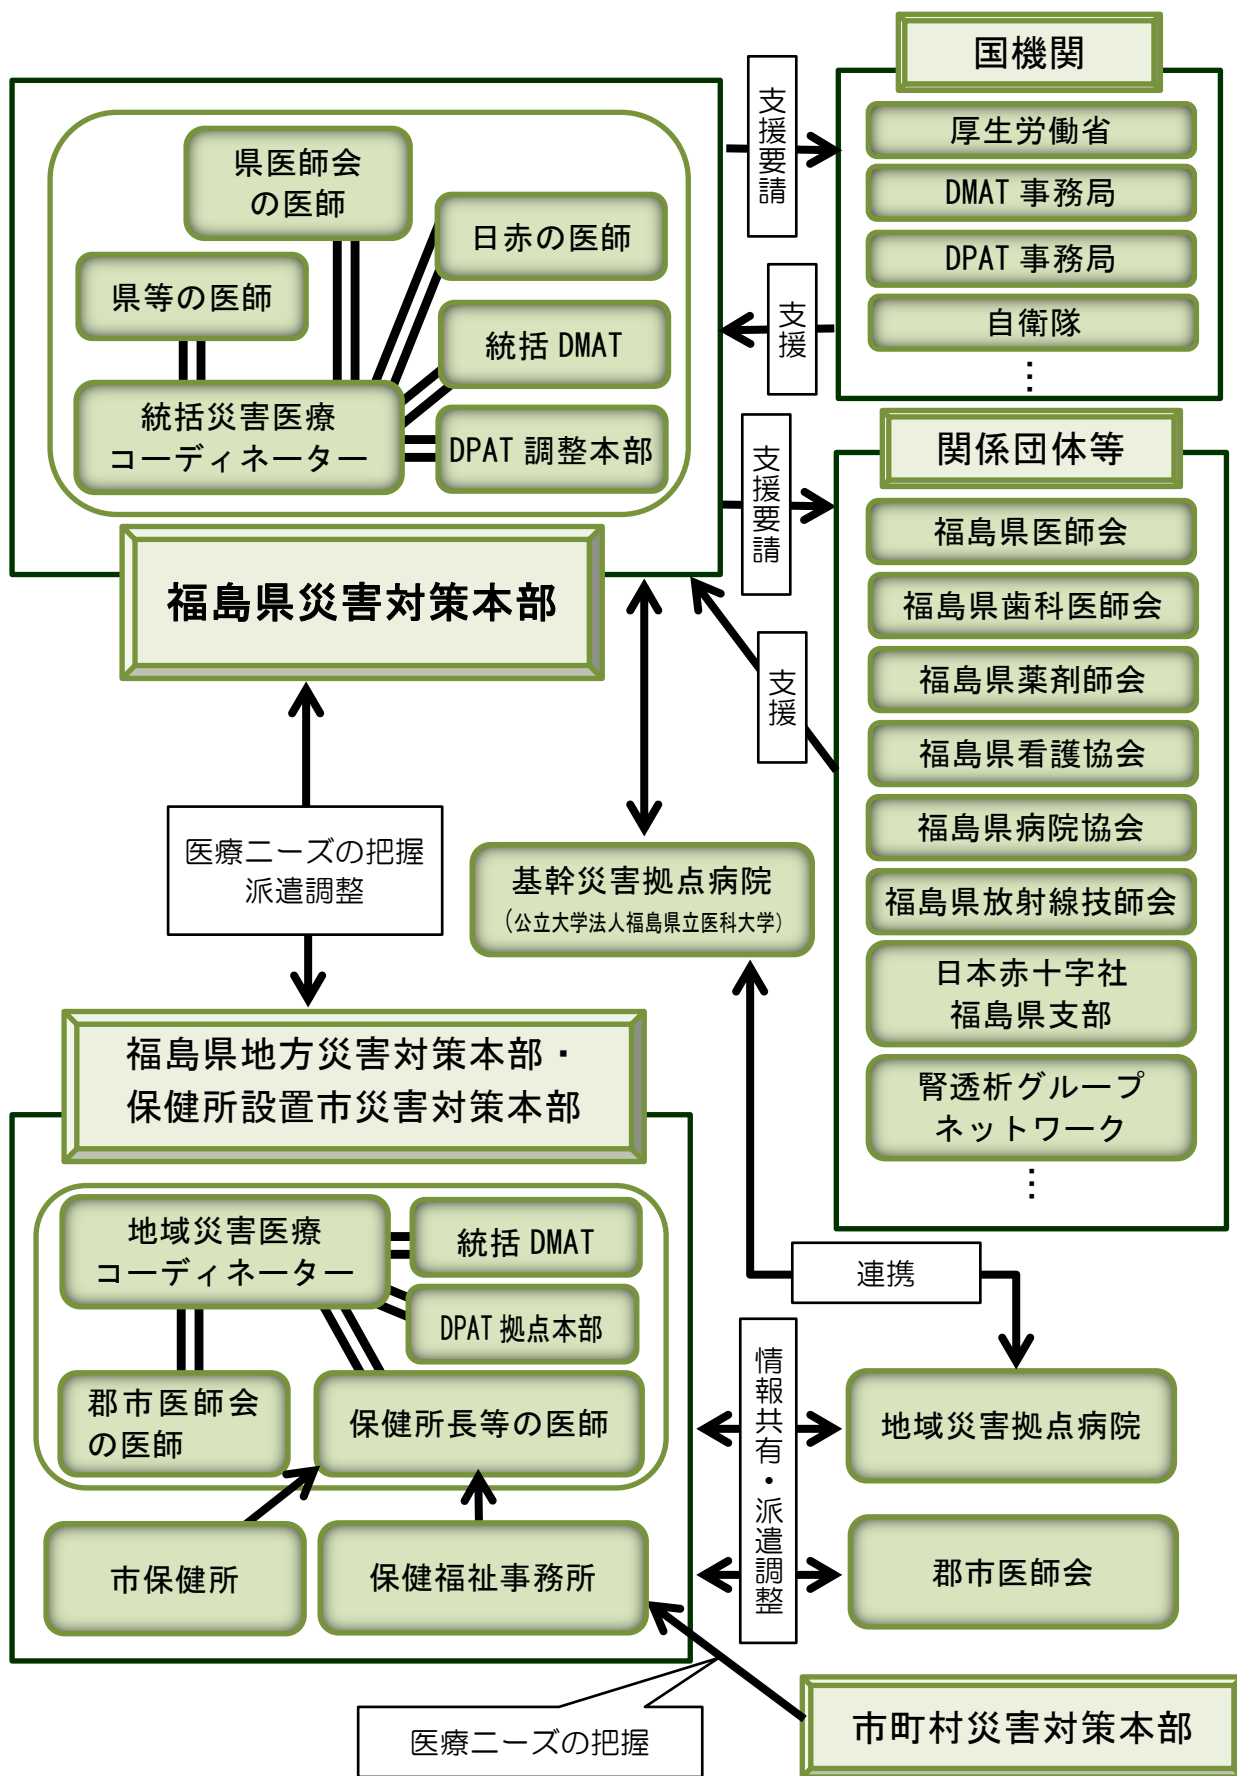 国機関
厚生労働省
DMAT 事務局
DPAT 事務局
自衛隊
…
支援要請
支援
県医師会
の医師
日赤の医師
県等の医師
統括 DMAT
統括災害医療
コーディネーター
DPAT 調整本部
福島県災害対策本部
支援要請
支援
関係団体等
福島県医師会
福島県歯科医師会
福島県薬剤師会
福島県看護協会
福島県病院協会
福島県放射線技師会
日本赤十字社
福島県支部
腎透析グループ
ネットワーク
…
医療ニーズの把握
派遣調整
基幹災害拠点病院
（公立大学法人福島県立医科大学）
福島県地方災害対策本部・
保健所設置市災害対策本部
地域災害医療
コーディネーター
統括 DMAT
DPAT 拠点本部
郡市医師会
の医師
保健所長等の医師
市保健所
保健福祉事務所
連携
情報共有・派遣調整
地域災害拠点病院
郡市医師会
医療ニーズの把握
市町村災害対策本部